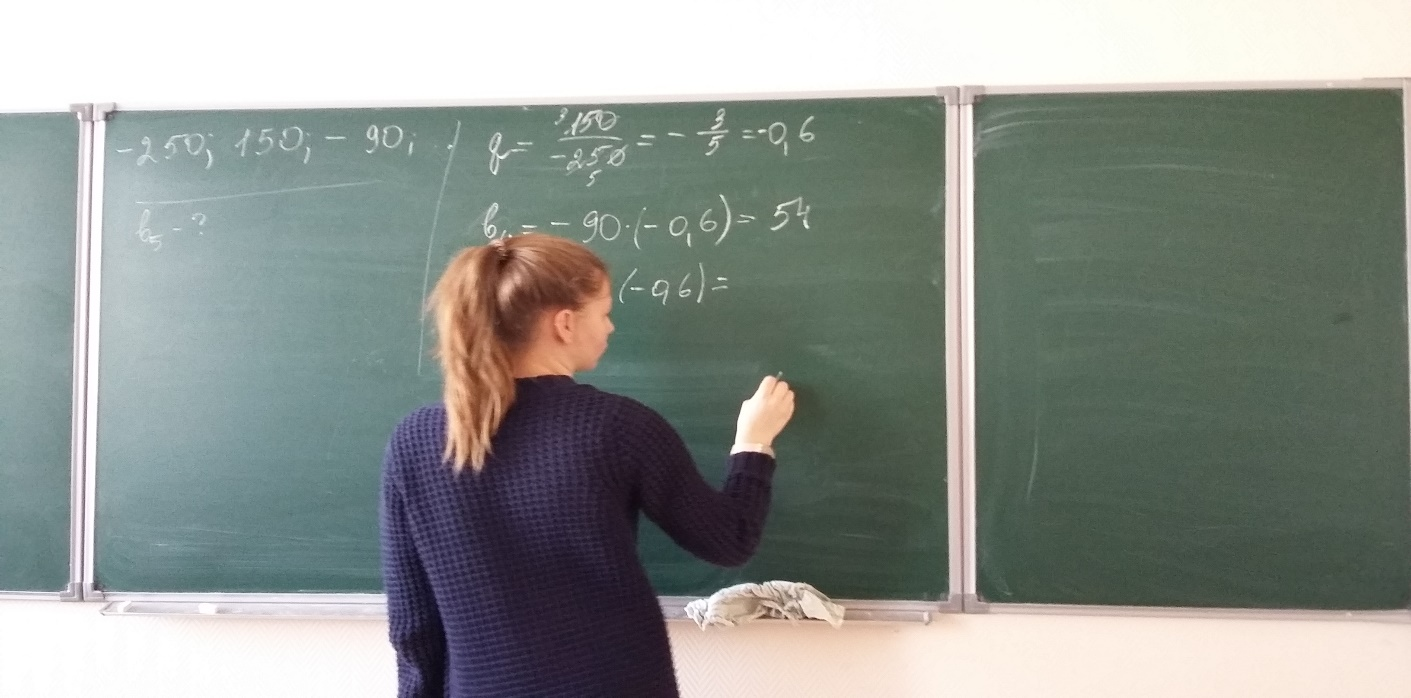 -250; 150; - 90; ..
b₅ - ?
q = 150/-250 = - 3/5 = -0,6
b₄ = - 90·(-0,6) = 54
(-0,6) =